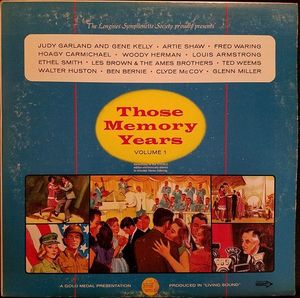 The Longines Symphonette Society proudly presents
JUDY GARLAND AND GENE KELLY • ARTIE SHAW • FRED WARING
HOAGY CARMICHAEL • WOODY HERMAN • LOUIS ARMSTRONG
ETHEL SMITH • LES BROWN & THE AMES BROTHERS • TED WEEMS
WALTER HUSTON • BEN BERNIE • CLYDE McCOY • GLENN MILLER
Those
Memory
Years
VOLUME 1
A GOLD MEDAL PRESENTATION
PRODUCED IN "LIVING SOUND"